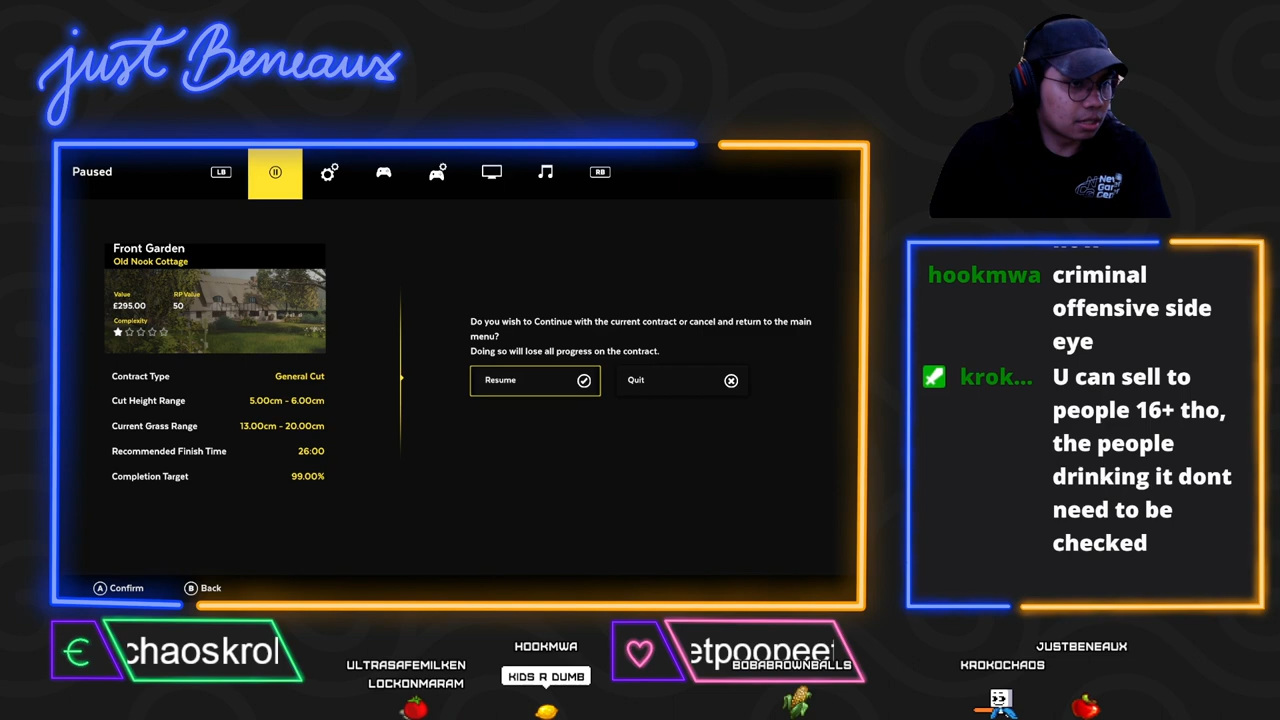 just Beneaux
Paused
LB
RB
Front Garden
Old Nook Cottage
Value
RP Value
£295.00
50
Complexity
Contract Type
General Cut
Cut Height Range
5.00cm - 6.00cm
Current Grass Range
13.00cm - 20.00cm
Recommended Finish Time
26:00
Completion Target
99.00%
Do you wish to Continue with the current contract or cancel and return to the main
menu?
Doing so will lose all progress on the contract.
Resume
Quit
A Confirm
B Back
hookmwa criminal
offensive side
eye
krok... U can sell to
people 16+ tho,
the people
drinking it dont
need to be
checked
€ chaoskrol
etpoopeet
ULTRASAFEMILKEN
LOCKONMARAM
HOOKMWA
KIDS R DUMB
BOBABROWNBALLS
KROKOCHAOS
JUSTBENEAUX